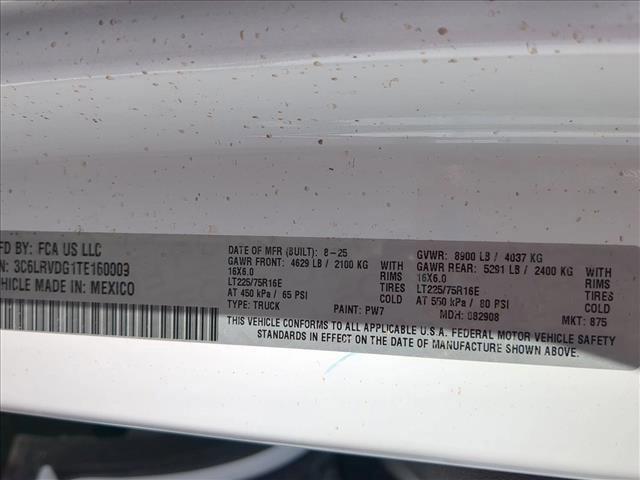 FD BY: FCA US LLC
N: 3C6LRVDG1TE160009
EHICLE MADE IN: MEXICO
DATE OF MFR (BUILT): 8-25
GVWR: 8900 LB / 4037 KG
GAWR FRONT: 4629 LB / 2100 KG WITH
GAWR REAR: 5291 LB / 2400 KG WITH
16X6.0 RIMS
16X6.0 RIMS
LT225/75R16E TIRES
LT225/75R16E TIRES
AT 450 kPa / 65 PSI COLD
AT 550 kPa / 80 PSI COLD
TYPE: TRUCK PAINT: PW7 MDH: 082908 MKT: 875
THIS VEHICLE CONFORMS TO ALL APPLICABLE U.S.A. FEDERAL MOTOR VEHICLE SAFETY
STANDARDS IN EFFECT ON THE DATE OF MANUFACTURE SHOWN ABOVE.